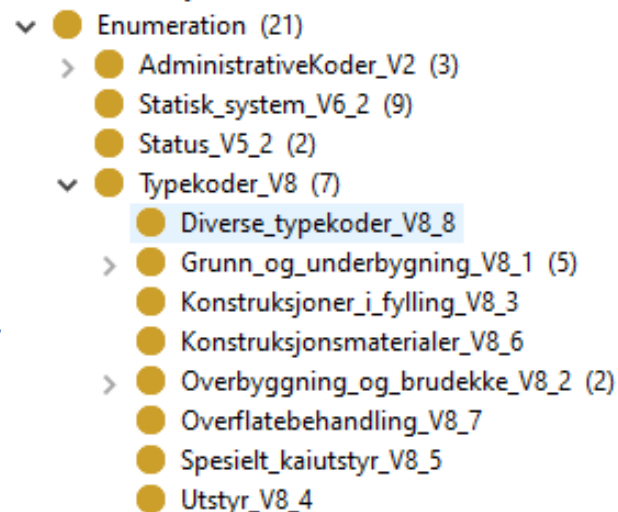 Enumeration (21)
AdministrativeKoder_V2 (3)
Statisk_system_V6_2 (9)
Status_V5_2 (2)
Typekoder_V8 (7)
Diverse_typekoder_V8_8
Grunn_og_underbygning_V8_1 (5)
Konstruksjoner_i_fylling_V8_3
Konstruksjonsmaterialer_V8_6
Overbyggning_og_brudekke_V8_2 (2)
Overflatebehandling_V8_7
Spesielt_kaiutstyr_V8_5
Utstyr_V8_4